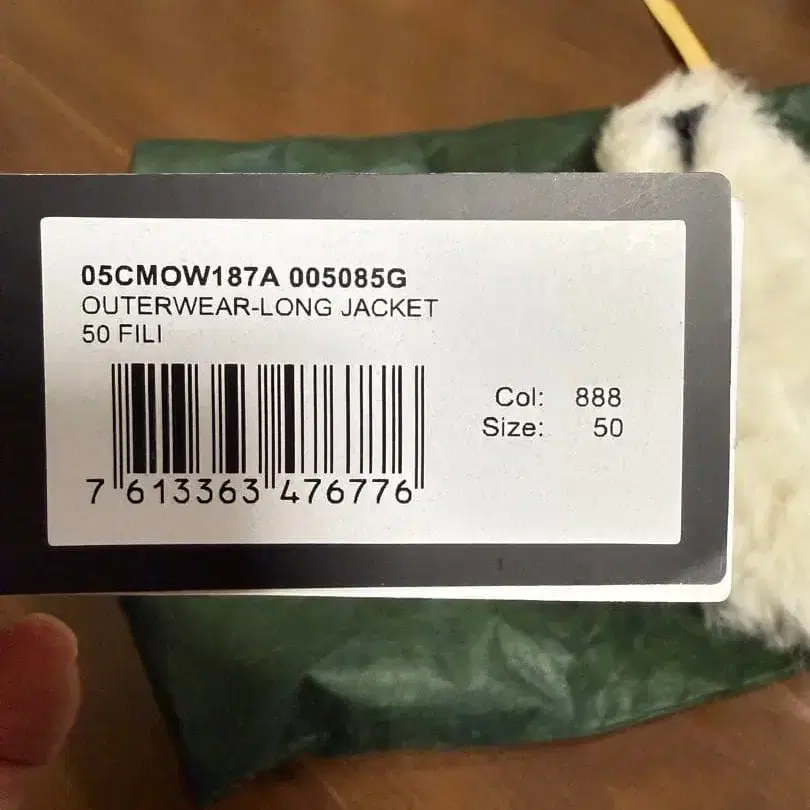 05CMOW187A 005085G
OUTERWEAR-LONG JACKET
50 FILI
Col: 888
Size: 50
7 613363 476776